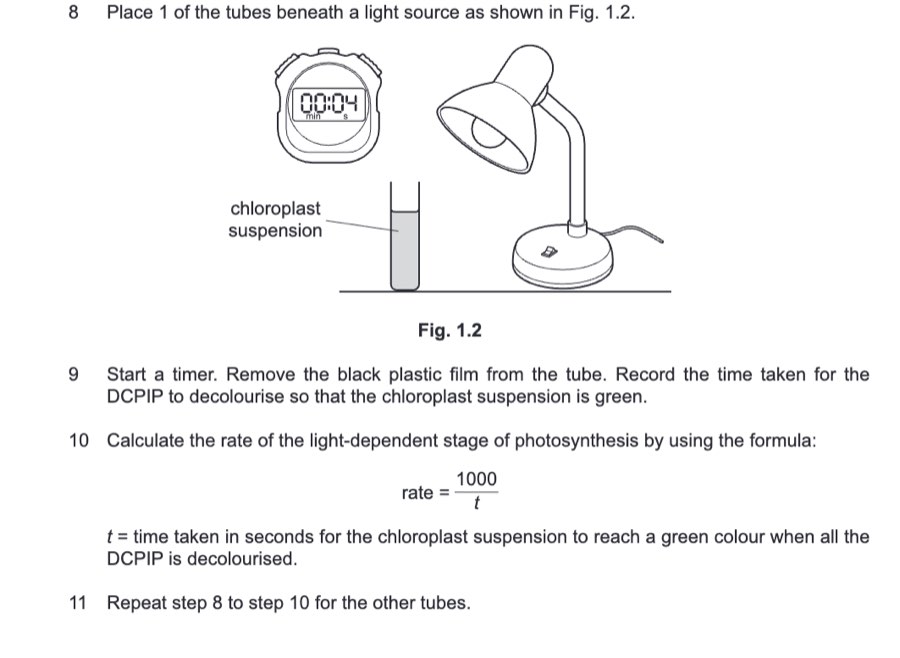 8 Place 1 of the tubes beneath a light source as shown in Fig. 1.2.
00:04
min s
chloroplast
suspension
Fig. 1.2
9 Start a timer. Remove the black plastic film from the tube. Record the time taken for the
DCPIP to decolourise so that the chloroplast suspension is green.
10 Calculate the rate of the light-dependent stage of photosynthesis by using the formula:
rate = 1000 / t
t = time taken in seconds for the chloroplast suspension to reach a green colour when all the
DCPIP is decolourised.
11 Repeat step 8 to step 10 for the other tubes.